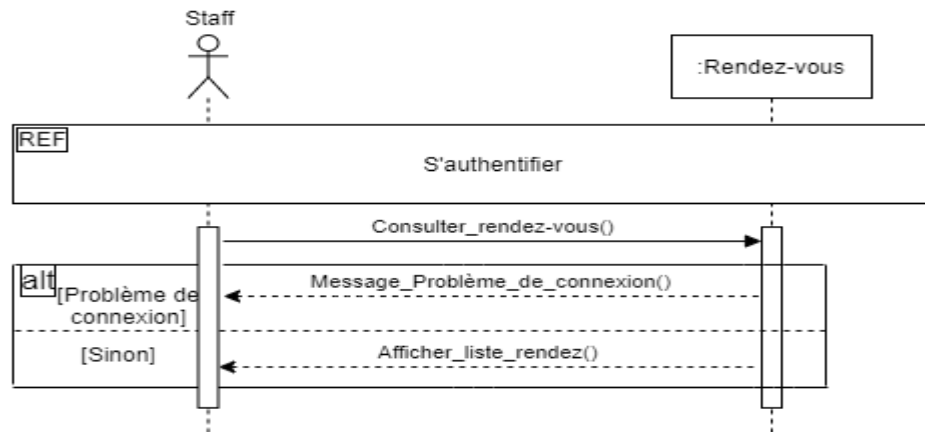 Staff
:Rendez-vous
REF
S'authentifier
Consulter_rendez-vous()
alt
Message_Problème_de_connexion()
[Problème de
connexion]
[Sinon]
Afficher_liste_rendez()